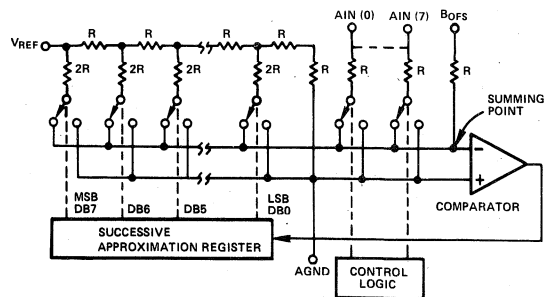 AIN (0) AIN (7) BOFS
VREF R R R R
2R 2R 2R 2R R R R R
SUMMING
POINT
−
+
COMPARATOR
MSB
DB7 DB6 DB5 LSB
DB0
SUCCESSIVE
APPROXIMATION REGISTER
AGND
CONTROL
LOGIC